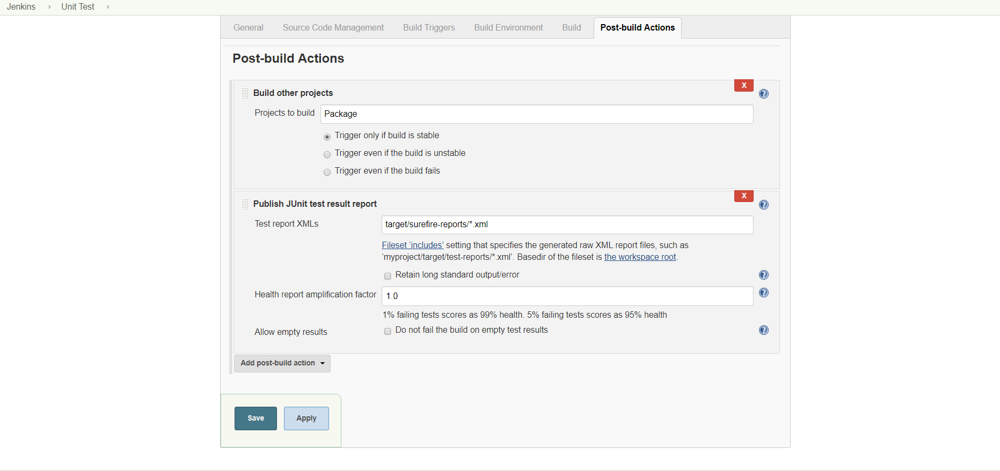 Jenkins Unit Test
General Source Code Management Build Triggers Build Environment Build Post-build Actions
Post-build Actions
X
Build other projects
Projects to build Package
Trigger only if build is stable
Trigger even if the build is unstable
Trigger even if the build fails
X
Publish JUnit test result report
Test report XMLs target/surefire-reports/*.xml
Fileset ‘includes’ setting that specifies the generated raw XML report files, such as
‘myproject/target/test-reports/*.xml’. Basedir of the fileset is the workspace root.
Retain long standard output/error
Health report amplification factor 1.0
1% failing tests scores as 99% health. 5% failing tests scores as 95% health
Allow empty results Do not fail the build on empty test results
Add post-build action
Save Apply